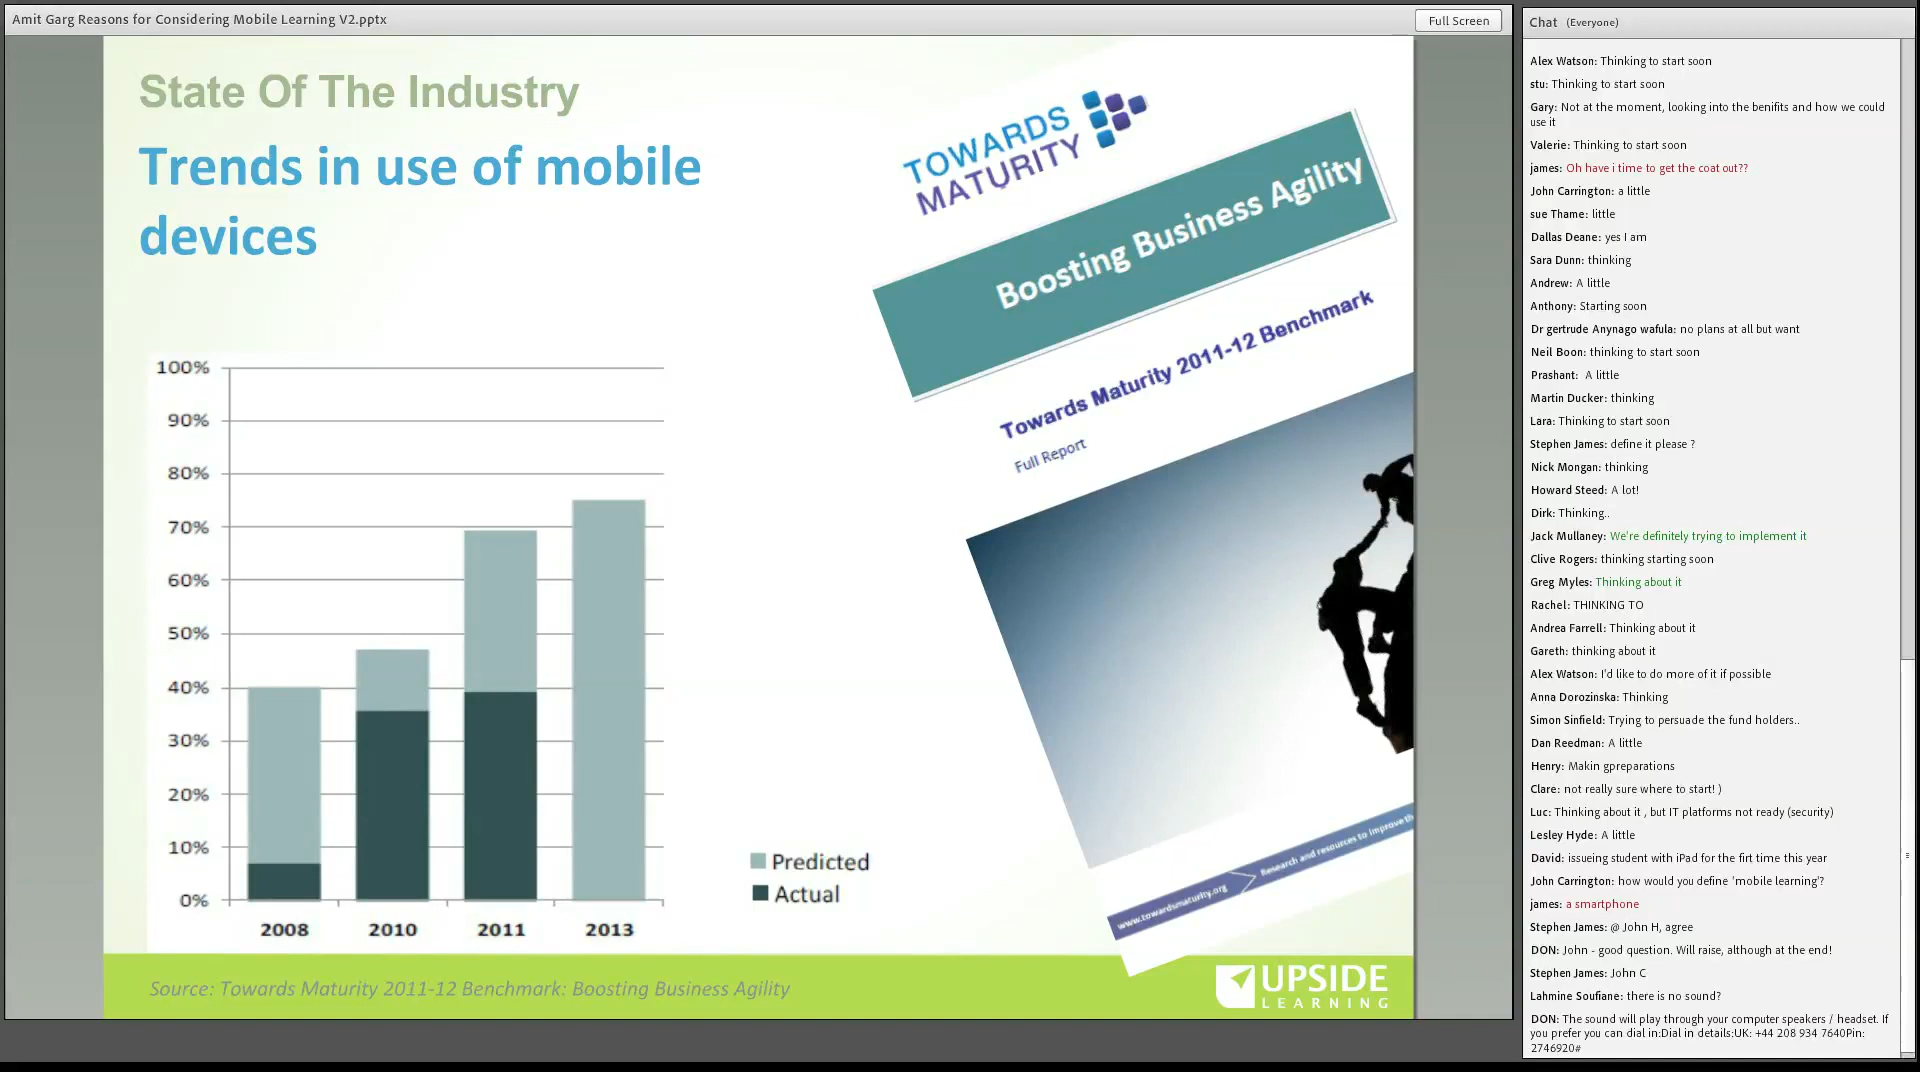 Amit Garg Reasons for Considering Mobile Learning V2.pptx
Full Screen
State Of The Industry
Trends in use of mobile
devices
100%
90%
80%
70%
60%
50%
40%
30%
20%
10%
0%
2008 2010 2011 2013
Predicted
Actual
TOWARDS
MATURITY
Boosting Business Agility
Towards Maturity 2011-12 Benchmark
Full Report
www.towardsmaturity.org
Research and resources to improve th
Source: Towards Maturity 2011-12 Benchmark: Boosting Business Agility
UPSIDE
LEARNING
Chat (Everyone)
Alex Watson: Thinking to start soon
stu: Thinking to start soon
Gary: Not at the moment, looking into the benifits and how we could
use it
Valerie: Thinking to start soon
james: Oh have i time to get the coat out??
John Carrington: a little
sue Thame: little
Dallas Deane: yes I am
Sara Dunn: thinking
Andrew: A little
Anthony: Starting soon
Dr gertrude Anynago wafula: no plans at all but want
Neil Boon: thinking to start soon
Prashant: A little
Martin Ducker: thinking
Lara: Thinking to start soon
Stephen James: define it please ?
Nick Mongan: thinking
Howard Steed: A lot!
Dirk: Thinking..
Jack Mullaney: We're definitely trying to implement it
Clive Rogers: thinking starting soon
Greg Myles: Thinking about it
Rachel: THINKING TO
Andrea Farrell: Thinking about it
Gareth: thinking about it
Alex Watson: I'd like to do more of it if possible
Anna Dorozinska: Thinking
Simon Sinfield: Trying to persuade the fund holders..
Dan Reedman: A little
Henry: Makin gpreparations
Clare: not really sure where to start! )
Luc: Thinking about it , but IT platforms not ready (security)
Lesley Hyde: A little
David: issueing student with iPad for the firt time this year
John Carrington: how would you define 'mobile learning'?
james: a smartphone
Stephen James: @ John H, agree
DON: John - good question. Will raise, although at the end!
Stephen James: John C
Lahmine Soufiane: there is no sound?
DON: The sound will play through your computer speakers / headset. If
you prefer you can dial in:Dial in details:UK: +44 208 934 7640Pin:
2746920#